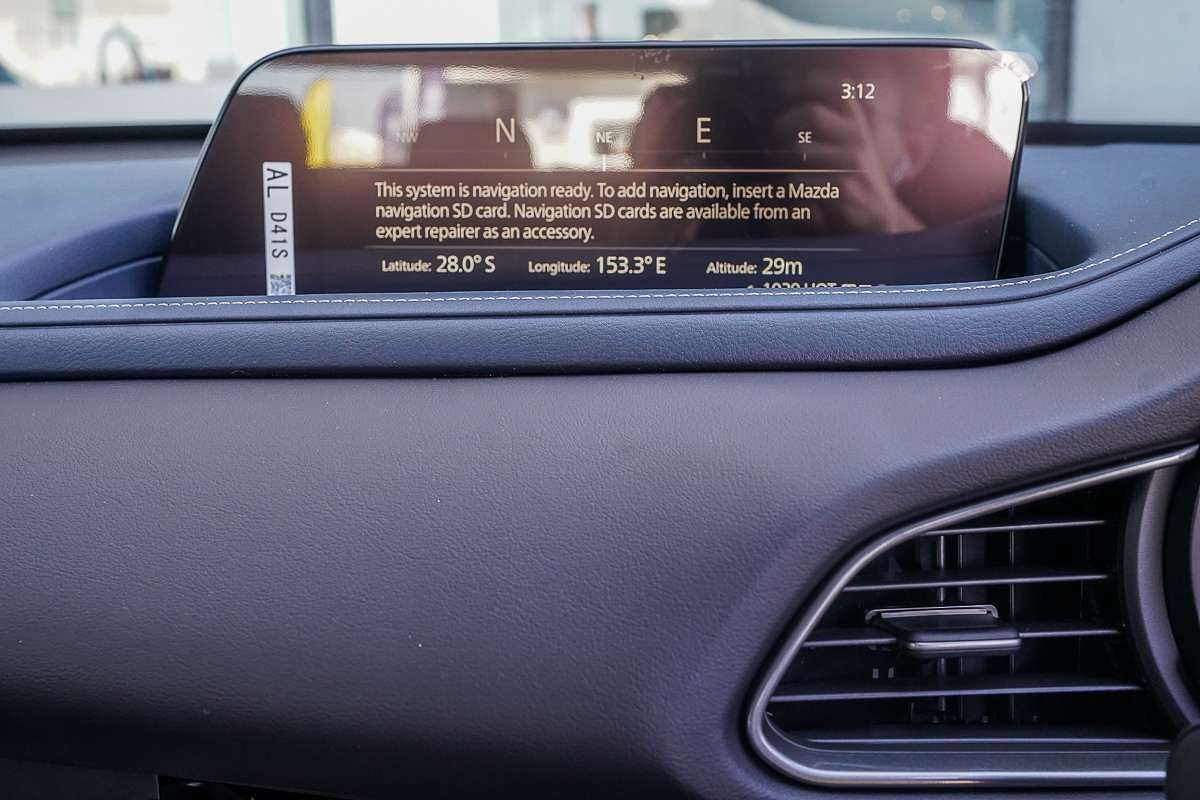 3:12
NW N NE E SE
This system is navigation ready. To add navigation, insert a Mazda
navigation SD card. Navigation SD cards are available from an
expert repairer as an accessory.
Latitude: 28.0° S Longitude: 153.3° E Altitude: 29m
AL D41S